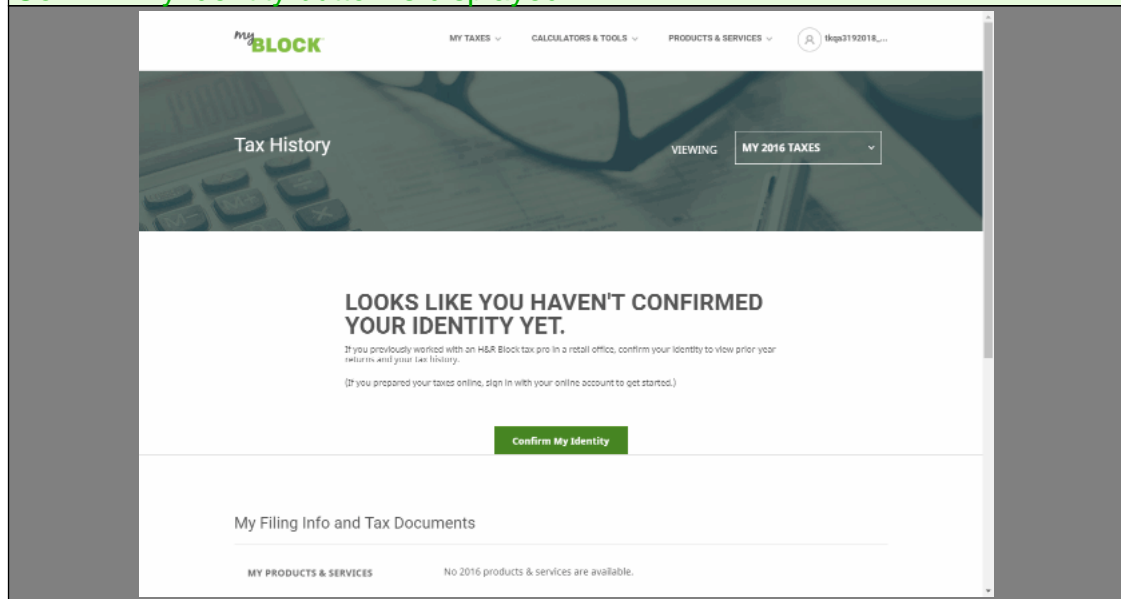 my BLOCK
MY TAXES CALCULATORS & TOOLS PRODUCTS & SERVICES tkqa3192018_...
Tax History
VIEWING MY 2016 TAXES
LOOKS LIKE YOU HAVEN'T CONFIRMED
YOUR IDENTITY YET.
If you previously worked with an H&R Block tax pro in a retail office, confirm your identity to view prior year
returns and your tax history.
(If you prepared your taxes online, sign in with your online account to get started.)
Confirm My Identity
My Filing Info and Tax Documents
MY PRODUCTS & SERVICES No 2016 products & services are available.